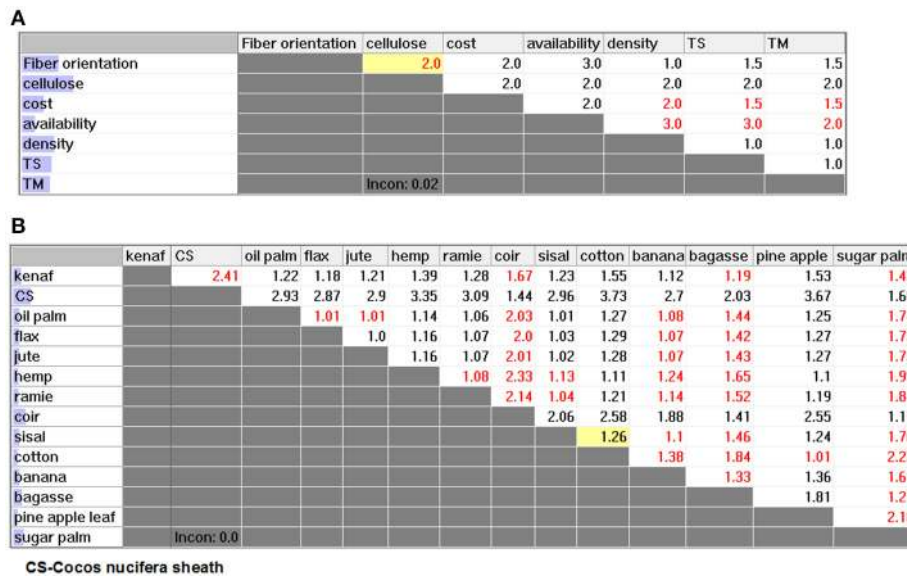 A
Fiber orientation cellulose cost availability density TS TM
Fiber orientation 2.0 2.0 3.0 1.0 1.5 1.5
cellulose 2.0 2.0 2.0 2.0 2.0
cost 2.0 2.0 1.5 1.5
availability 3.0 3.0 2.0
density 1.0 1.0
TS 1.0
TM Incon: 0.02
B
kenaf CS oil palm flax jute hemp ramie coir sisal cotton banana bagasse pine apple sugar palm
kenaf 2.41 1.22 1.18 1.21 1.39 1.28 1.67 1.23 1.55 1.12 1.19 1.53 1.4
CS 2.93 2.87 2.9 3.35 3.09 1.44 2.96 3.73 2.7 2.03 3.67 1.6
oil palm 1.01 1.01 1.14 1.06 2.03 1.01 1.27 1.08 1.44 1.25 1.7
flax 1.0 1.16 1.07 2.0 1.03 1.29 1.07 1.42 1.27 1.7
jute 1.16 1.07 2.01 1.02 1.28 1.07 1.43 1.27 1.7
hemp 1.08 2.33 1.13 1.11 1.24 1.65 1.1 1.9
ramie 2.14 1.04 1.21 1.14 1.52 1.19 1.8
coir 2.06 2.58 1.88 1.41 2.55 1.1
sisal 1.26 1.1 1.46 1.24 1.7
cotton 1.38 1.84 1.01 2.2
banana 1.33 1.36 1.6
bagasse 1.81 1.2
pine apple leaf 2.1
sugar palm Incon: 0.0
CS-Cocos nucifera sheath